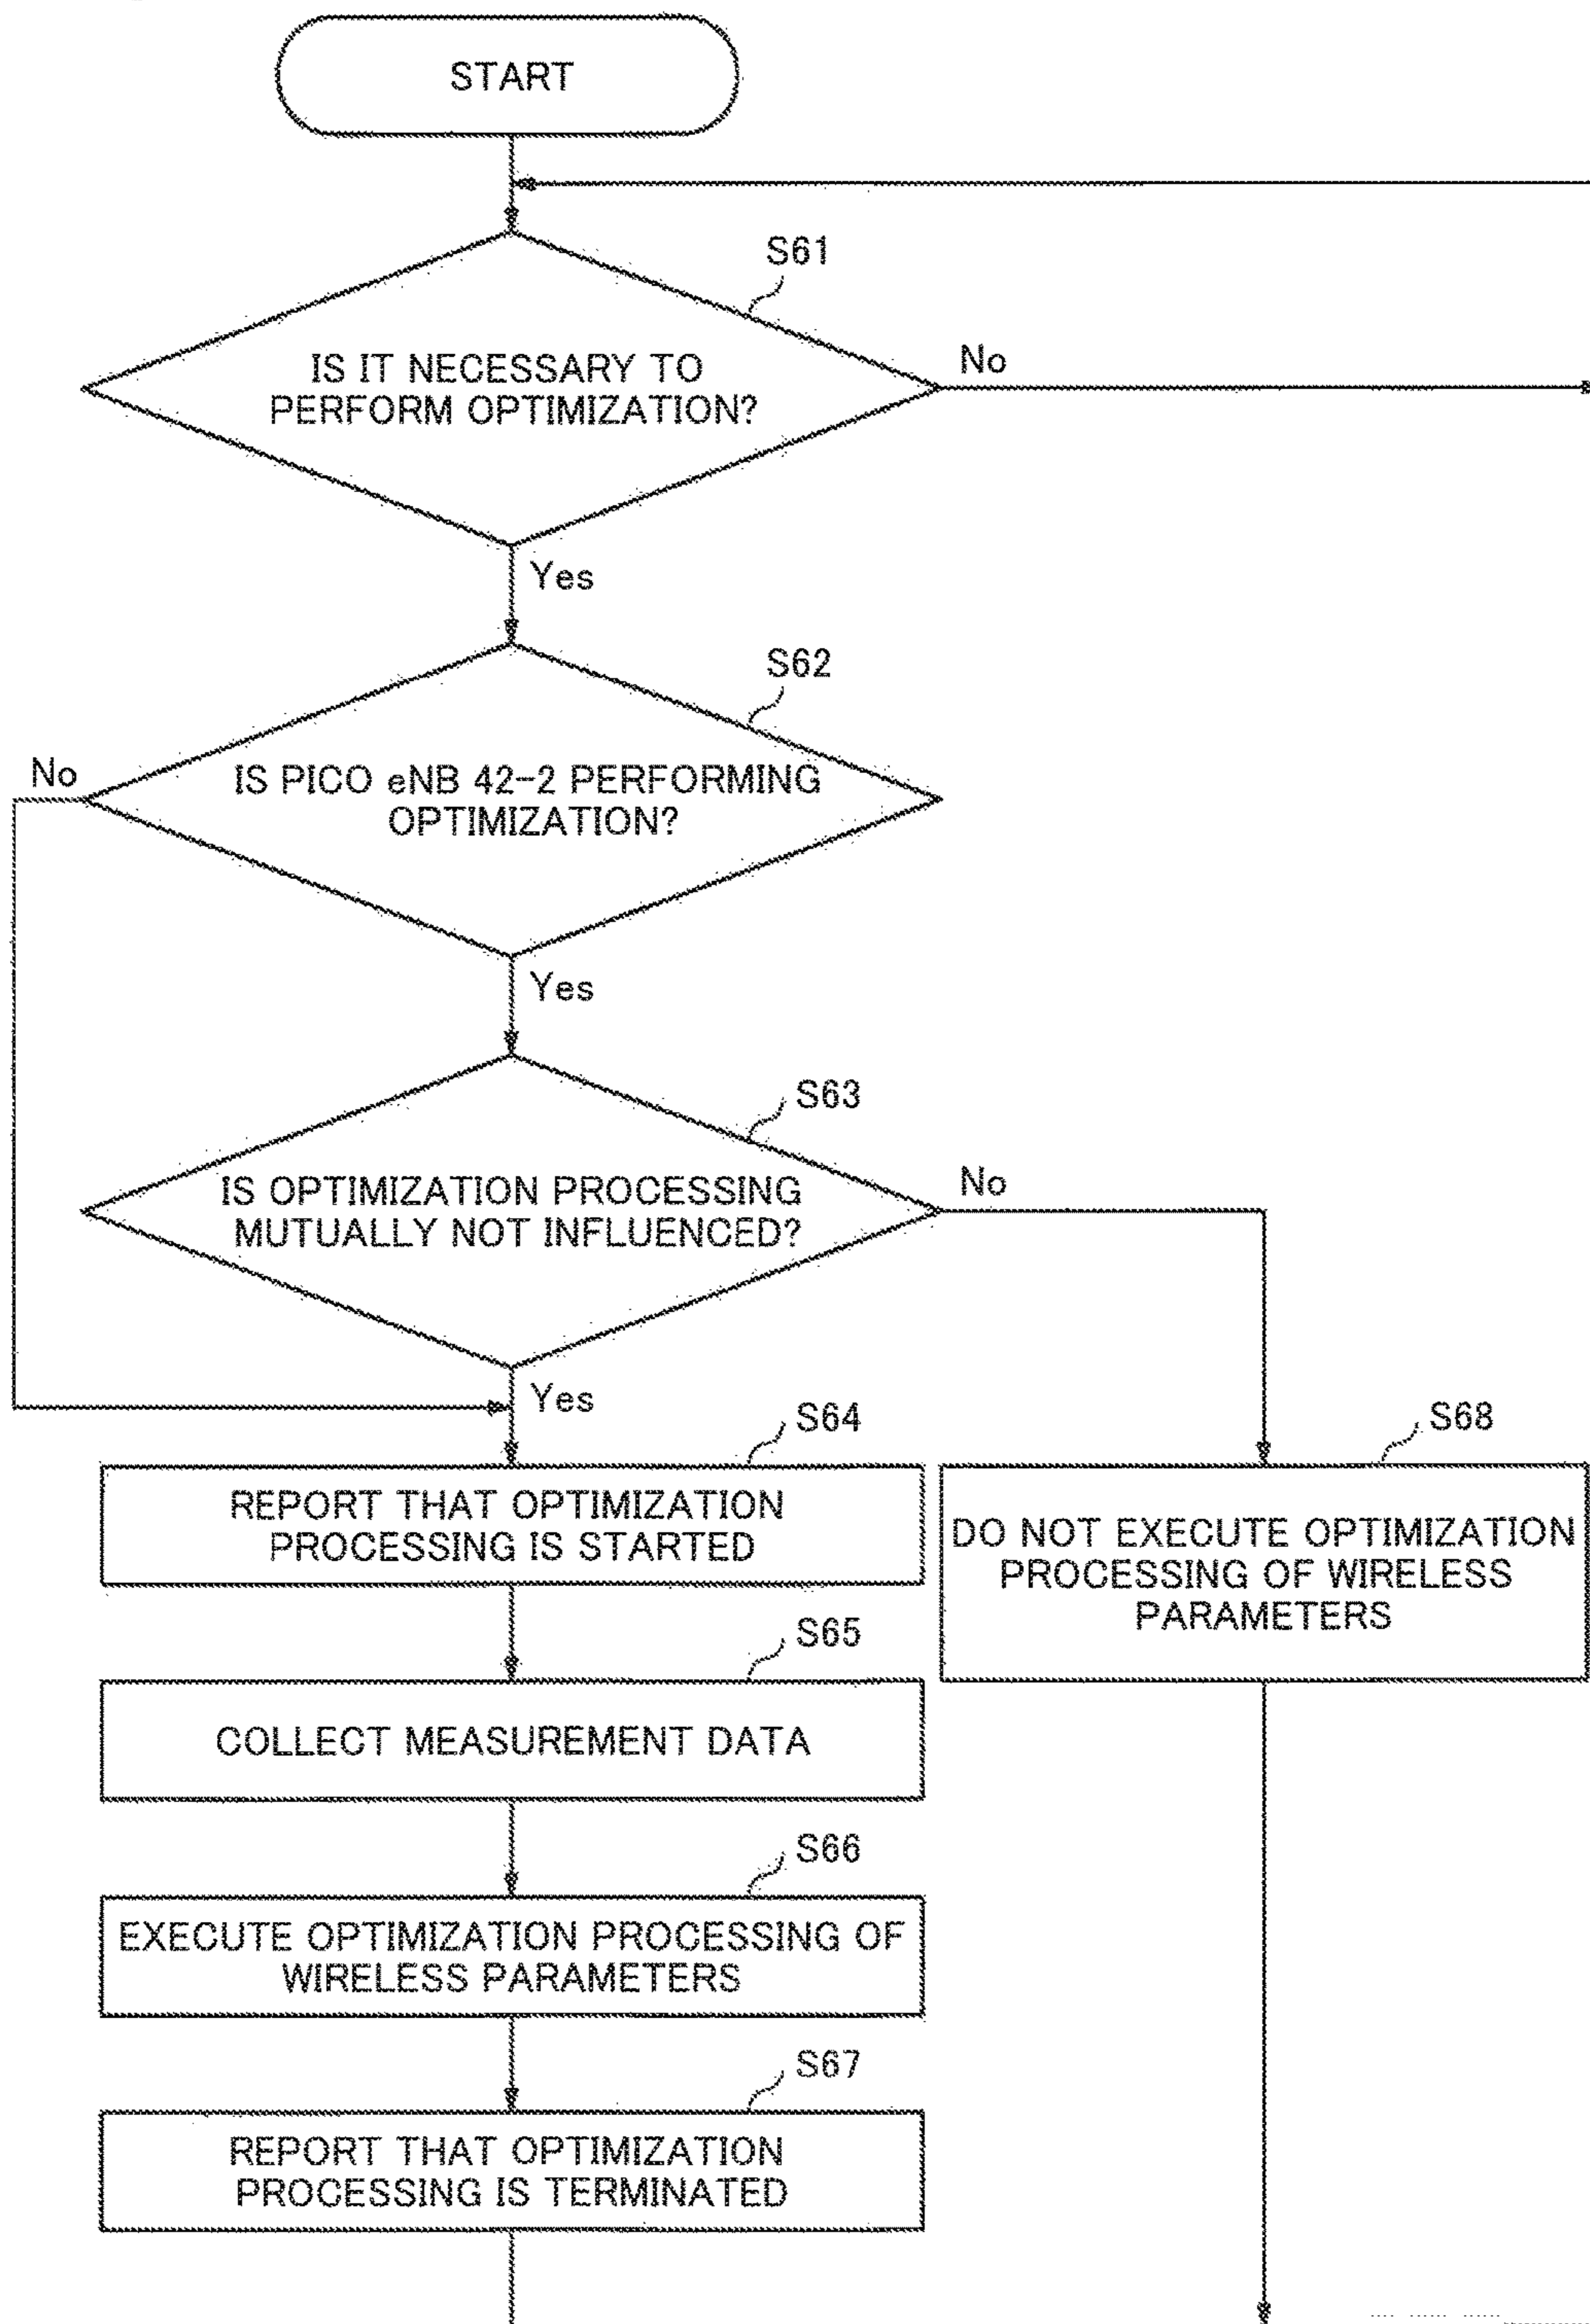 START
S61
IS IT NECESSARY TO
PERFORM OPTIMIZATION?
No
Yes
S62
No
IS PICO eNB 42-2 PERFORMING
OPTIMIZATION?
Yes
S63
IS OPTIMIZATION PROCESSING
MUTUALLY NOT INFLUENCED?
No
Yes
S64
REPORT THAT OPTIMIZATION
PROCESSING IS STARTED
S68
DO NOT EXECUTE OPTIMIZATION
PROCESSING OF WIRELESS
PARAMETERS
S65
COLLECT MEASUREMENT DATA
S66
EXECUTE OPTIMIZATION PROCESSING OF
WIRELESS PARAMETERS
S67
REPORT THAT OPTIMIZATION
PROCESSING IS TERMINATED